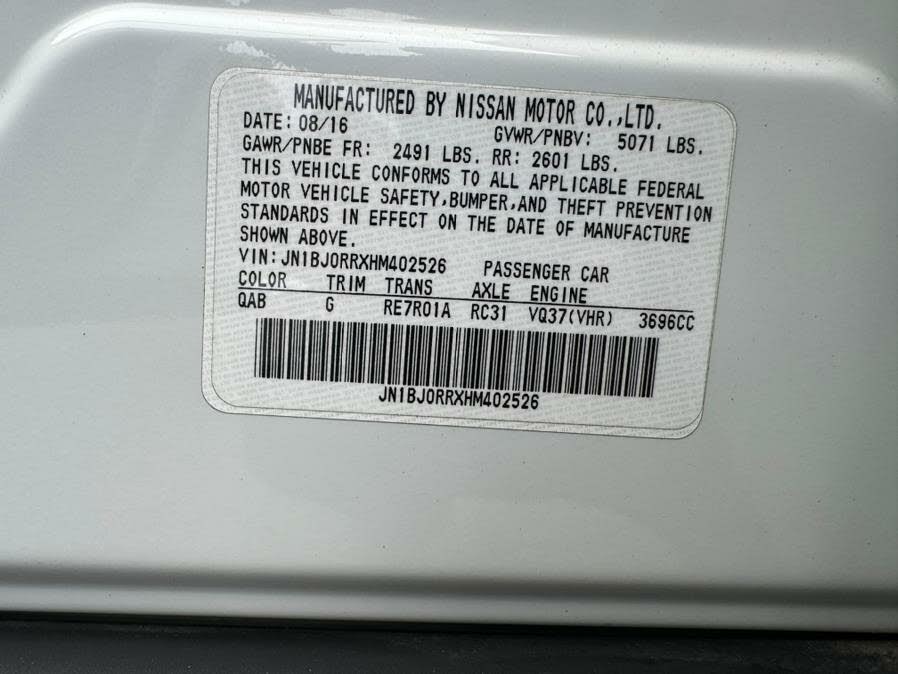 MANUFACTURED BY NISSAN MOTOR CO.,LTD.
DATE: 08/16 GVWR/PNBV: 5071 LBS.
GAWR/PNBE FR: 2491 LBS. RR: 2601 LBS.
THIS VEHICLE CONFORMS TO ALL APPLICABLE FEDERAL
MOTOR VEHICLE SAFETY,BUMPER,AND THEFT PREVENTION
STANDARDS IN EFFECT ON THE DATE OF MANUFACTURE
SHOWN ABOVE.
VIN:JN1BJ0RRXHM402526 PASSENGER CAR
COLOR TRIM TRANS AXLE ENGINE
QAB G RE7R01A RC31 VQ37(VHR) 3696CC
JN1BJ0RRXHM402526